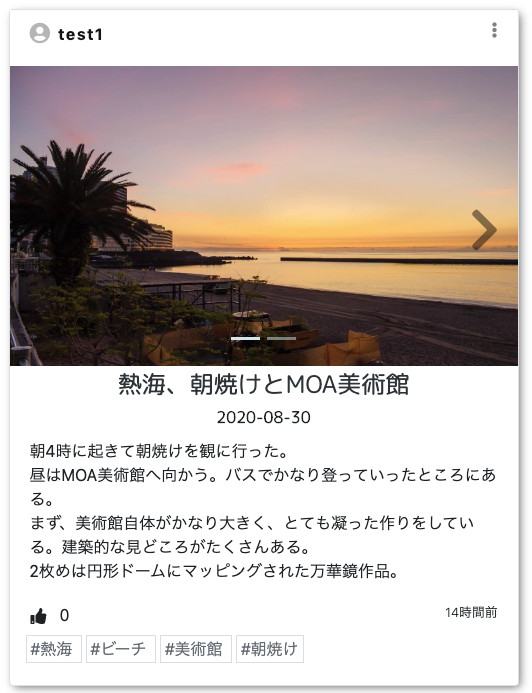 test1
熱海、朝焼けとMOA美術館
2020-08-30
朝4時に起きて朝焼けを観に行った。
昼はMOA美術館へ向かう。バスでかなり登っていったところにあ
る。
まず、美術館自体がかなり大きく、とても凝った作りをしてい
る。建築的な見どころがたくさんある。
2枚めは円形ドームにマッピングされた万華鏡作品。
0 14時間前
#熱海 #ビーチ #美術館 #朝焼け